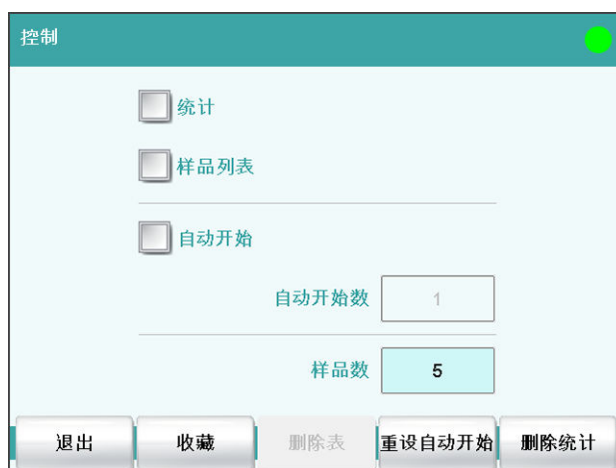 控制
统计
样品列表
自动开始
自动开始数 1
样品数 5
退出 收藏 删除表 重设自动开始 删除统计